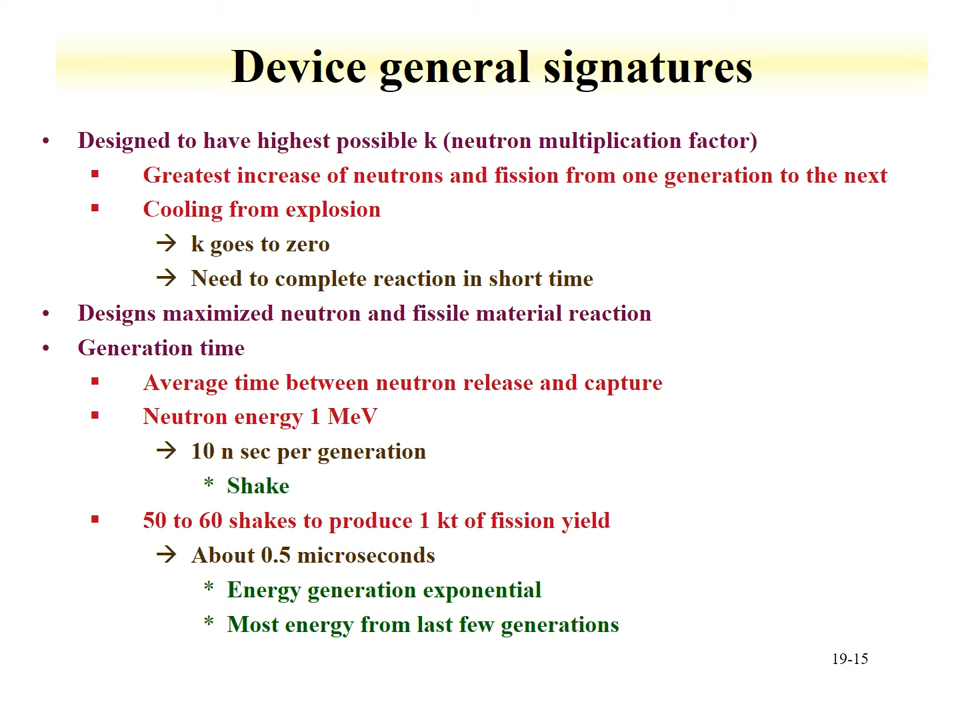 Device general signatures
• Designed to have highest possible k (neutron multiplication factor)
▪ Greatest increase of neutrons and fission from one generation to the next
▪ Cooling from explosion
→ k goes to zero
→ Need to complete reaction in short time
• Designs maximized neutron and fissile material reaction
• Generation time
▪ Average time between neutron release and capture
▪ Neutron energy 1 MeV
→ 10 n sec per generation
* Shake
▪ 50 to 60 shakes to produce 1 kt of fission yield
→ About 0.5 microseconds
* Energy generation exponential
* Most energy from last few generations
19-15